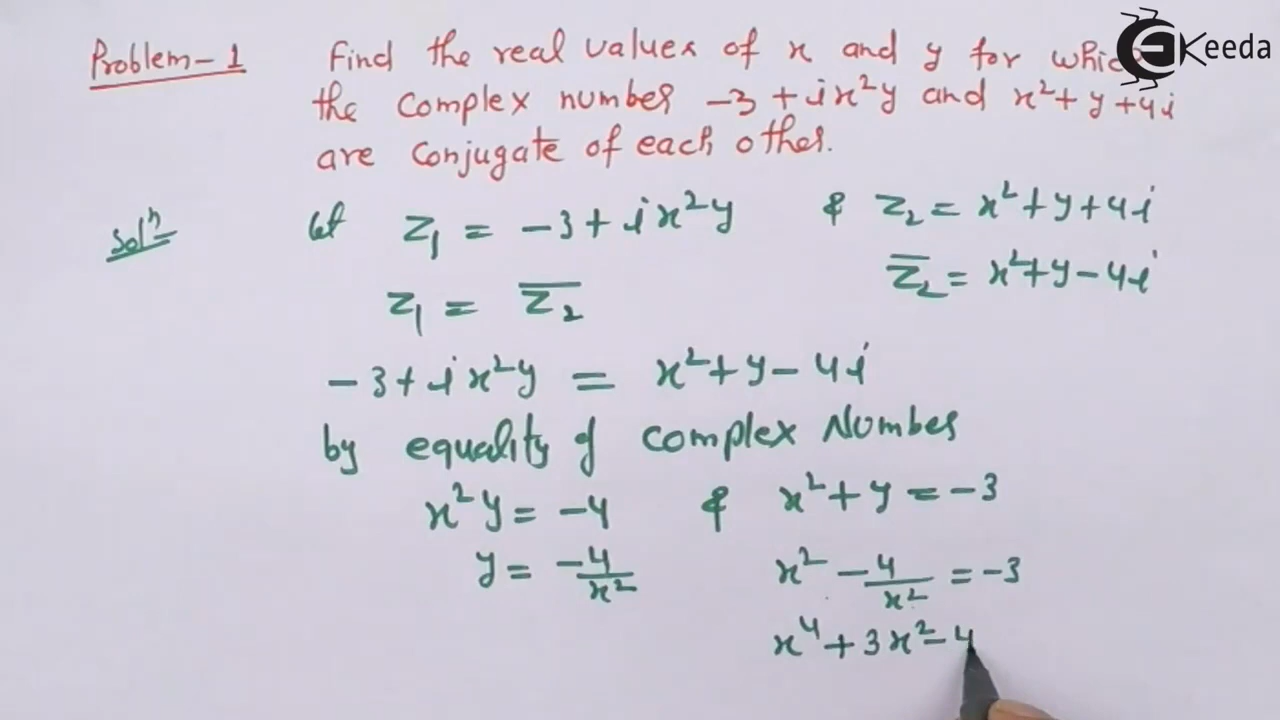 Problem-1 Find the real values of x and y for which
the complex number -3 + ix²y and x² + y + 4i
are conjugate of each other.
Solⁿ let z₁ = -3 + ix²y & z₂ = x² + y + 4i
z̅₂ = x² + y - 4i
z₁ = z̅₂
-3 + ix²y = x² + y - 4i
by equality of complex Number
x²y = -4 & x² + y = -3
y = -4/x² x² - 4/x² = -3
x⁴ + 3x² - 4
EKeeda